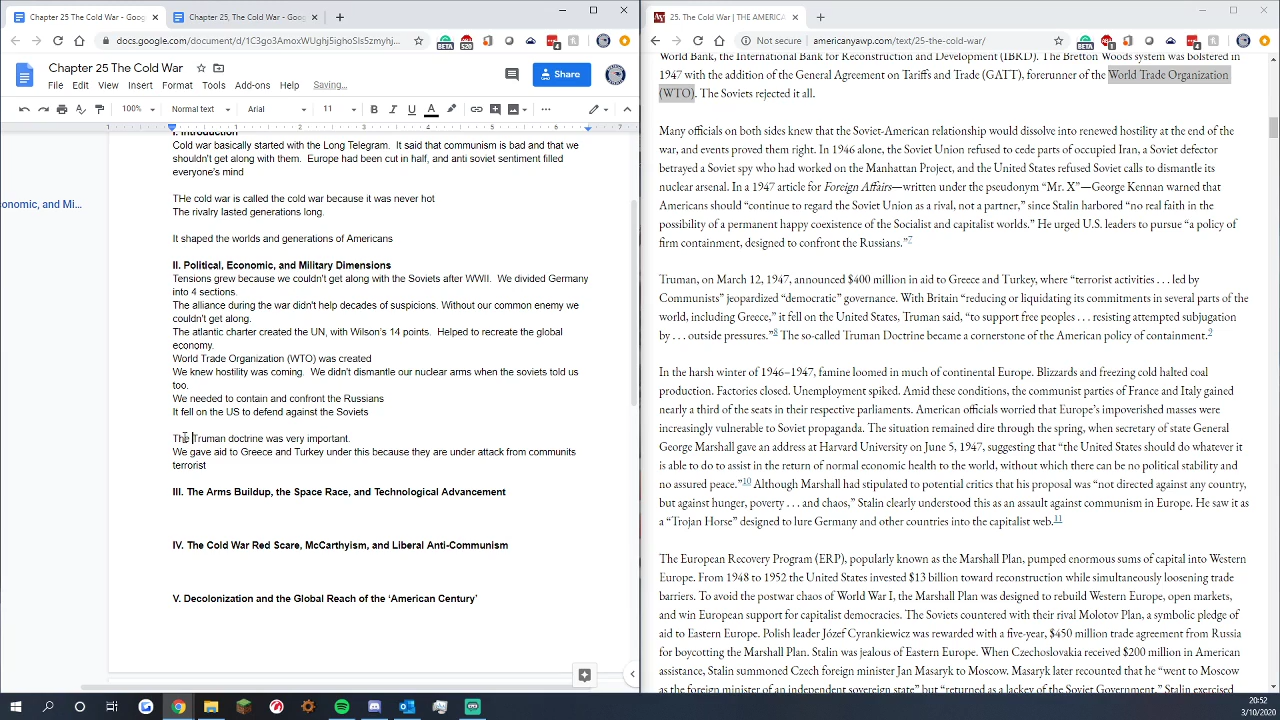 Chapter 25 The Cold War - Goo
Chapter 25, The Cold War - Goog
docs.google.com/document/d/1C3go3AmoxWUghj5ighoSls5znyhj...
Chapter 25 The Cold War
File Edit View Insert Format Tools Add-ons Help Saving...
Share
100% Normal text Arial 11
1 1 2 3 4 5 6 7
onomic, and Mi...
I. Introduction
Cold war basically started with the Long Telegram. It said that communism is bad and that we
shouldn't get along with them. Europe had been cut in half, and anti soviet sentiment filled
everyone's mind
THe cold war is called the cold war because it was never hot
The rivalry lasted generations long.
It shaped the worlds and generations of Americans
II. Political, Economic, and Military Dimensions
Tensions grew because we couldn't get along with the Soviets after WWII. We divided Germany
into 4 sections.
The alliance during the war didn't help decades of suspicions. Without our common enemy we
couldn't get along.
The atlantic charter created the UN, with Wilson's 14 points. Helped to recreate the global
economy.
World Trade Organization (WTO) was created
We knew hostility was coming. We didn't dismantle our nuclear arms when the soviets told us
too.
We needed to contain and confront the Russians
It fell on the US to defend against the Soviets
The Truman doctrine was very important.
We gave aid to Greece and Turkey under this because they are under attack from communits
terrorist
III. The Arms Buildup, the Space Race, and Technological Advancement
IV. The Cold War Red Scare, McCarthyism, and Liberal Anti-Communism
V. Decolonization and the Global Reach of the ‘American Century’
25. The Cold War | THE AMERICA
Not secure americanyawp.com/text/25-the-cold-war/
World Bank, the International Bank for Reconstruction and Development (IBRD). The Bretton Woods system was bolstered in
1947 with the addition of the General Agreement on Tariffs and Trade (GATT), forerunner of the World Trade Organization
(WTO). The Soviets rejected it all.
Many officials on both sides knew that the Soviet-American relationship would dissolve into renewed hostility at the end of the
war, and events proved them right. In 1946 alone, the Soviet Union refused to cede parts of occupied Iran, a Soviet defector
betrayed a Soviet spy who had worked on the Manhattan Project, and the United States refused Soviet calls to dismantle its
nuclear arsenal. In a 1947 article for Foreign Affairs—written under the pseudonym “Mr. X”—George Kennan warned that
Americans should “continue to regard the Soviet Union as a rival, not a partner,” since Stalin harbored “no real faith in the
possibility of a permanent happy coexistence of the Socialist and capitalist worlds.” He urged U.S. leaders to pursue “a policy of
firm containment, designed to confront the Russians.”7
Truman, on March 12, 1947, announced $400 million in aid to Greece and Turkey, where “terrorist activities . . . led by
Communists” jeopardized “democratic” governance. With Britain “reducing or liquidating its commitments in several parts of the
world, including Greece,” it fell on the United States, Truman said, “to support free peoples . . . resisting attempted subjugation
by . . . outside pressures.”8 The so-called Truman Doctrine became a cornerstone of the American policy of containment.9
In the harsh winter of 1946–1947, famine loomed in much of continental Europe. Blizzards and freezing cold halted coal
production. Factories closed. Unemployment spiked. Amid these conditions, the communist parties of France and Italy gained
nearly a third of the seats in their respective parliaments. American officials worried that Europe’s impoverished masses were
increasingly vulnerable to Soviet propaganda. The situation remained dire through the spring, when secretary of state General
George Marshall gave an address at Harvard University on June 5, 1947, suggesting that “the United States should do whatever it
is able to do to assist in the return of normal economic health to the world, without which there can be no political stability and
no assured peace.”10 Although Marshall had stipulated to potential critics that his proposal was “not directed against any country,
but against hunger, poverty . . . and chaos,” Stalin clearly understood this as an assault against communism in Europe. He saw it as
a “Trojan Horse” designed to lure Germany and other countries into the capitalist web.11
The European Recovery Program (ERP), popularly known as the Marshall Plan, pumped enormous sums of capital into Western
Europe. From 1948 to 1952 the United States invested $13 billion toward reconstruction while simultaneously loosening trade
barriers. To avoid the postwar chaos of World War I, the Marshall Plan was designed to rebuild Western Europe, open markets,
and win European support for capitalist democracies. The Soviets countered with their rival Molotov Plan, a symbolic pledge of
aid to Eastern Europe. Polish leader Józef Cyrankiewicz was rewarded with a five-year, $450 million trade agreement from Russia
for boycotting the Marshall Plan. Stalin was jealous of Eastern Europe. When Czechoslovakia received $200 million in American
assistance, Stalin summoned Czech foreign minister Jan Masaryk to Moscow. Masaryk later recounted that he “went to Moscow
as the foreign minister of an independent sovereign state” but “returned as a lackey of the Soviet Government.” Stalin exercised
20:52
3/10/2020